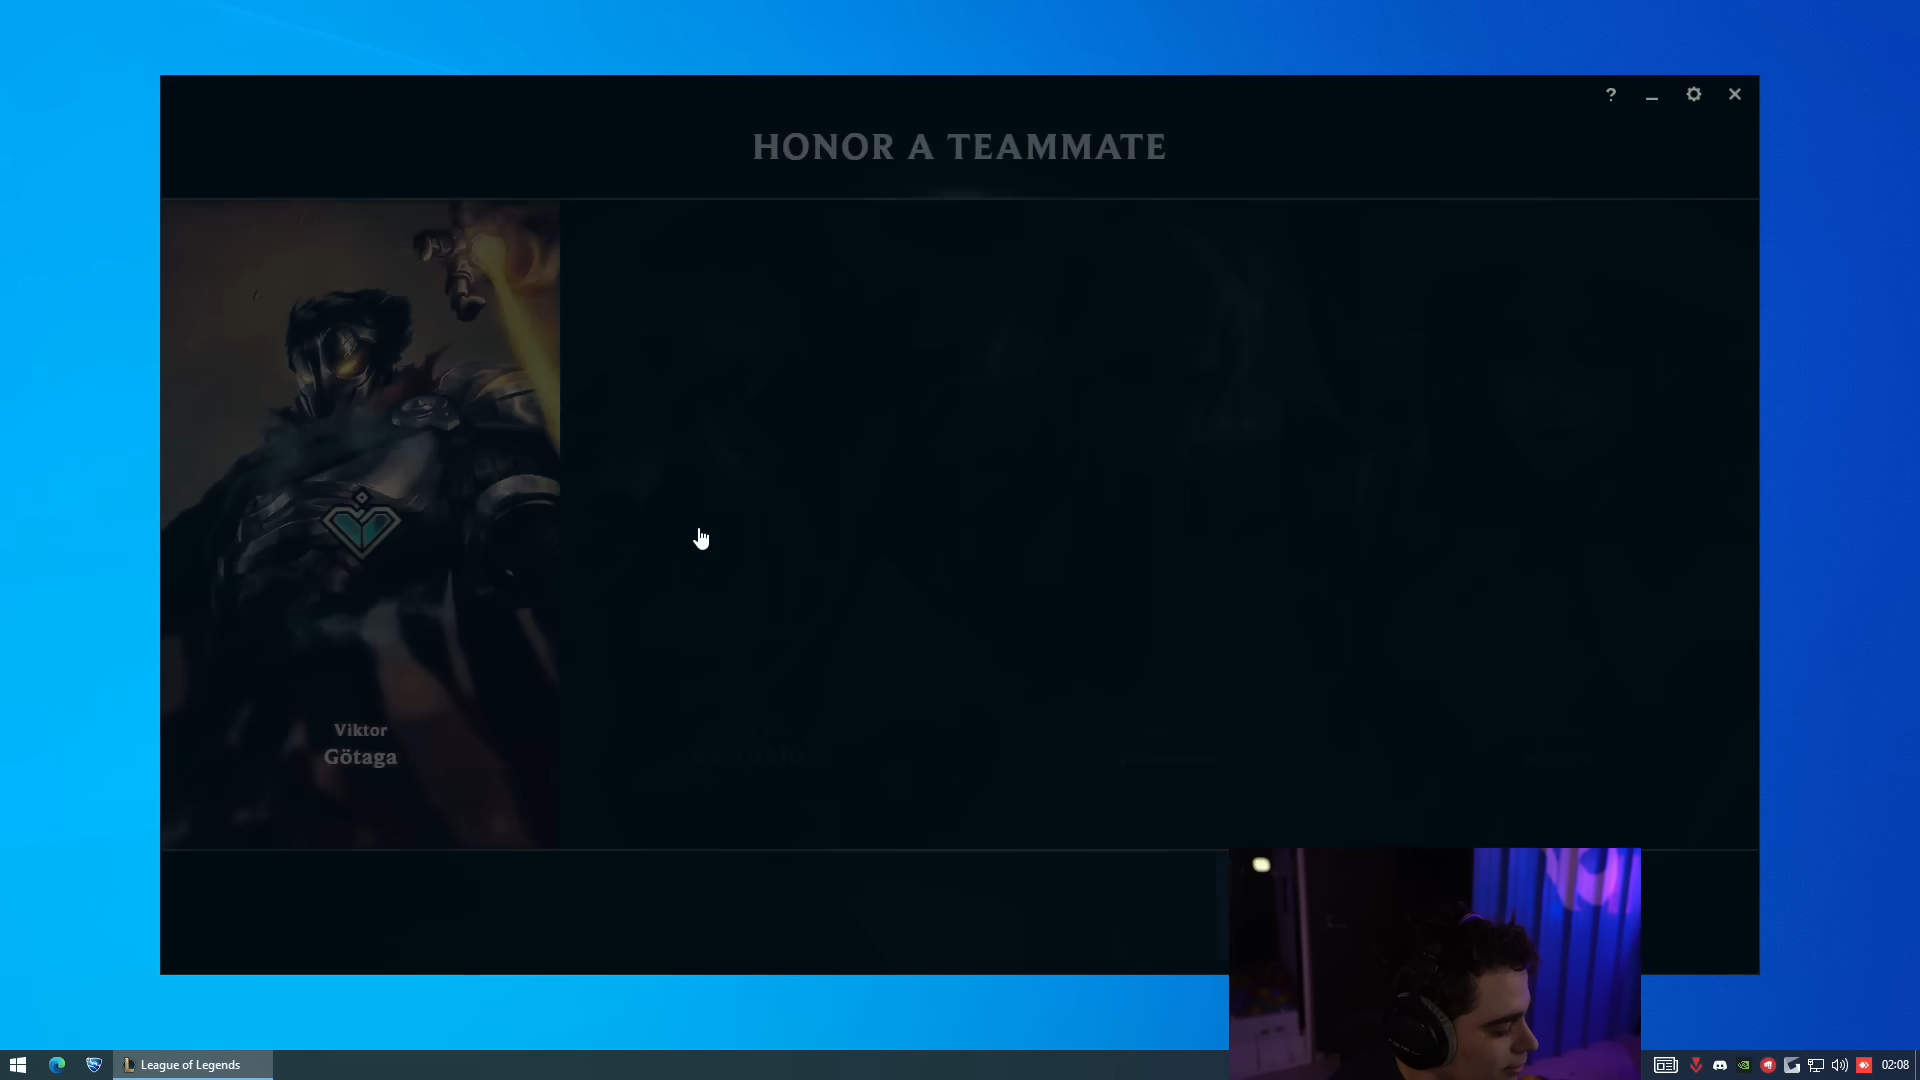 ?
HONOR A TEAMMATE
Viktor
Götaga
League of Legends
02:08